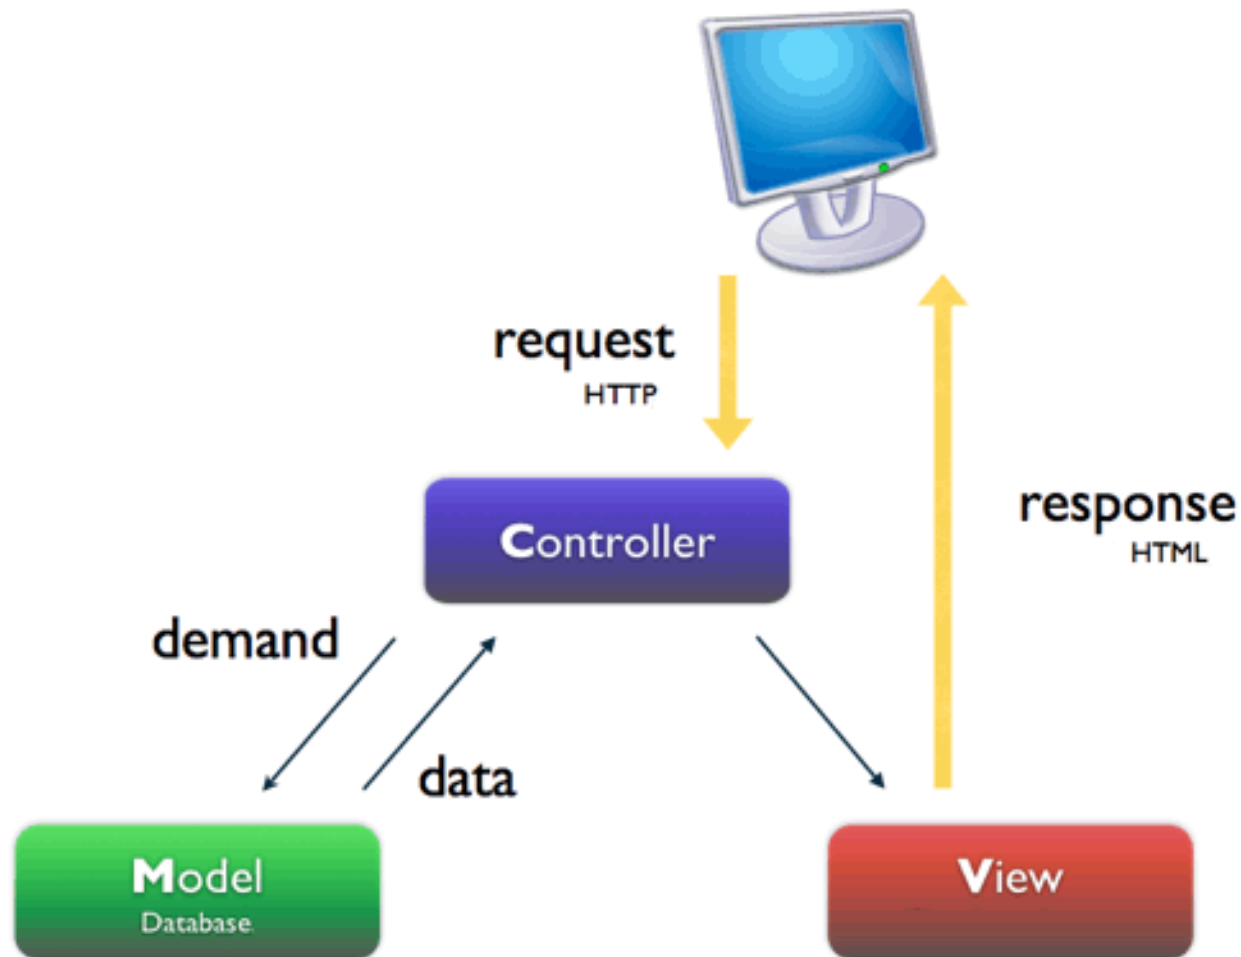 request
HTTP
Controller
response
HTML
demand
data
Model
Database
View